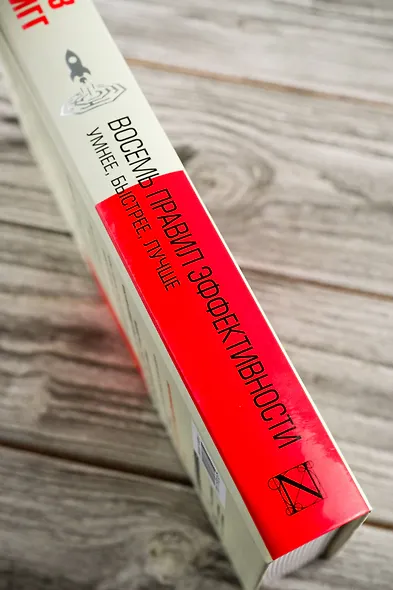 ВОСЕМЬ ПРАВИЛ ЭФФЕКТИВНОСТИ
УМНЕЕ, БЫСТРЕЕ, ЛУЧШЕ